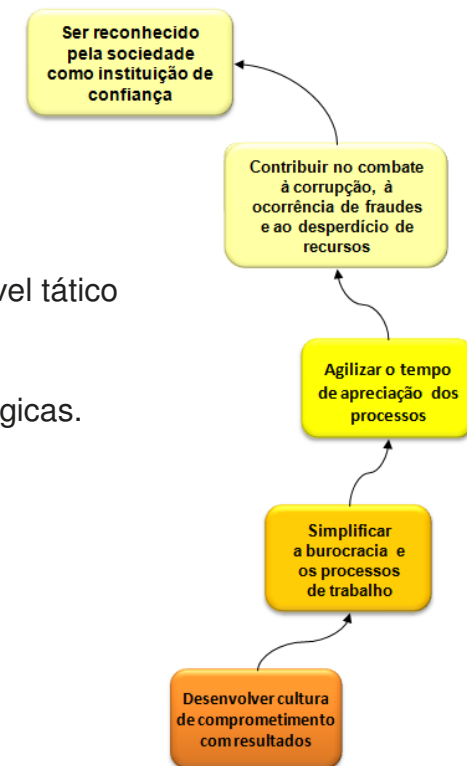 Ser reconhecido
pela sociedade
como instituição de
confiança
Contribuir no combate
à corrupção, à
ocorrência de fraudes
e ao desperdício de
recursos
tático
Agilizar o tempo
de apreciação dos
processos
Simplificar
a burocracia e
os processos
de trabalho
Desenvolver cultura
de comprometimento
com resultados